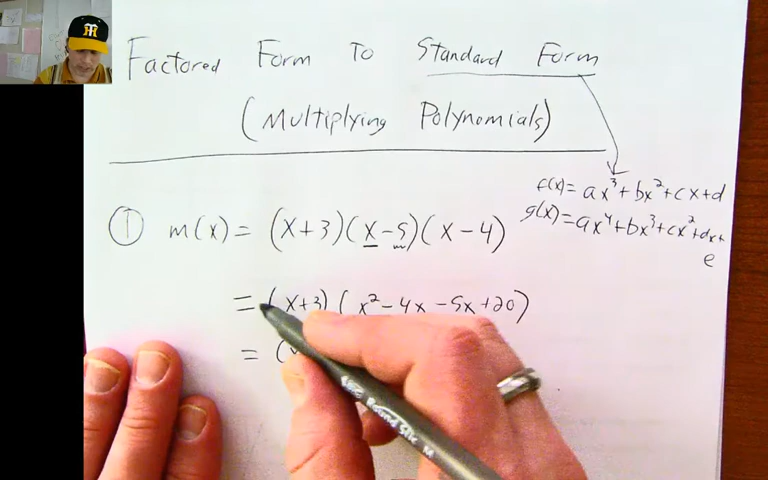 Factored Form To Standard Form
(Multiplying Polynomials)
f(x)= ax³+bx²+cx+d
g(x)=ax⁴+bx³+cx²+dx+
e
① m(x)= (x+3)(x-5)(x-4)
= (x+3)(x²-4x-5x+20)
= (